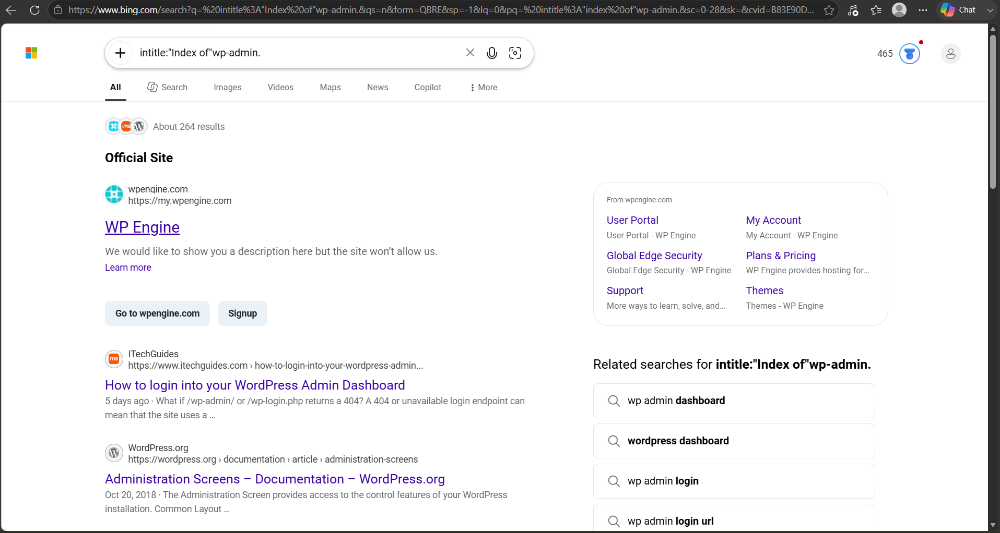 https://www.bing.com/search?q=%20intitle%3A"Index%20of"wp-admin.&qs=n&form=QBRE&sp=-1&lq=0&pq=%20intitle%3A"index%20of"wp-admin.&sc=0-28&sk=&cvid=B83E90D...
Chat
intitle:"Index of"wp-admin.
465
All
Search
Images
Videos
Maps
News
Copilot
More
iTG
About 264 results
Official Site
wpengine.com
https://my.wpengine.com
WP Engine
We would like to show you a description here but the site won’t allow us.
Learn more
Go to wpengine.com
Signup
iTG
ITechGuides
https://www.itechguides.com › how-to-login-into-your-wordpress-admin...
How to login into your WordPress Admin Dashboard
5 days ago · What if /wp-admin/ or /wp-login.php returns a 404? A 404 or unavailable login endpoint can
mean that the site uses a ...
WordPress.org
https://wordpress.org › documentation › article › administration-screens
Administration Screens – Documentation – WordPress.org
Oct 20, 2018 · The Administration Screen provides access to the control features of your WordPress
installation. Common Layout ...
From wpengine.com
User Portal
User Portal - WP Engine
My Account
My Account - WP Engine
Global Edge Security
Global Edge Security - WP Engine
Plans & Pricing
WP Engine provides hosting for...
Support
More ways to learn, solve, and...
Themes
Themes - WP Engine
Related searches for intitle:"Index of"wp-admin.
wp admin dashboard
wordpress dashboard
wp admin login
wp admin login url